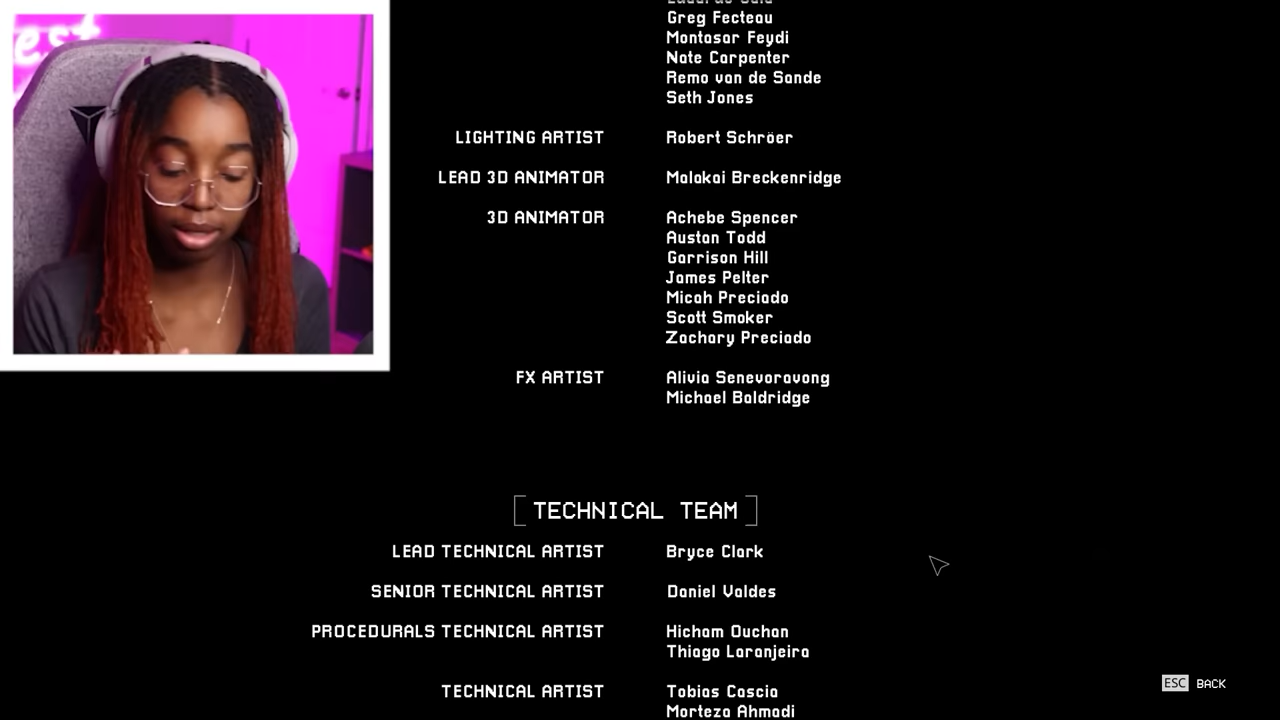 est
Greg Fecteau
Montasar Feydi
Nate Carpenter
Remo van de Sande
Seth Jones
LIGHTING ARTIST Robert Schröer
LEAD 3D ANIMATOR Malakai Breckenridge
3D ANIMATOR Achebe Spencer
Austan Todd
Garrison Hill
James Pelter
Micah Preciado
Scott Smoker
Zachary Preciado
FX ARTIST Alivia Senevoravong
Michael Baldridge
[TECHNICAL TEAM]
LEAD TECHNICAL ARTIST Bryce Clark
SENIOR TECHNICAL ARTIST Daniel Valdes
PROCEDURALS TECHNICAL ARTIST Hicham Ouchan
Thiago Laranjeira
TECHNICAL ARTIST Tobias Cascia
Morteza Ahmadi
ESC BACK